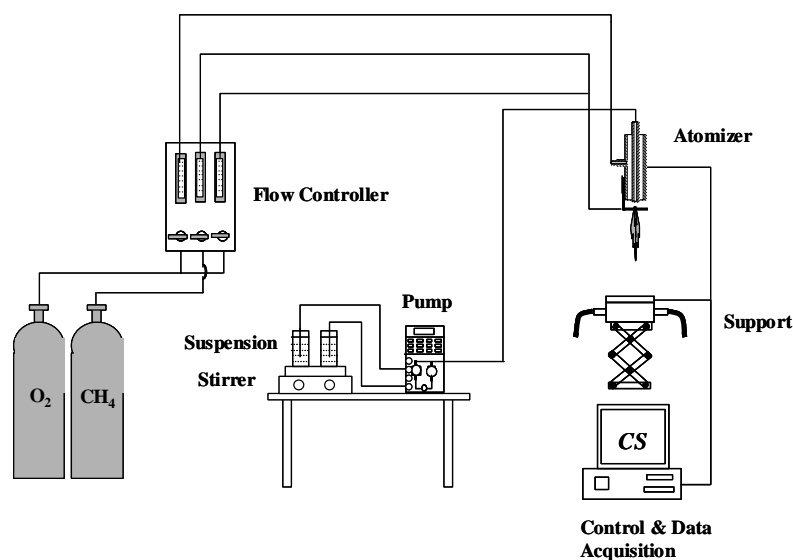 Atomizer
Flow Controller
Pump
Suspension
Support
Stirrer
O2
CH4
CS
Control & Data
Acquisition